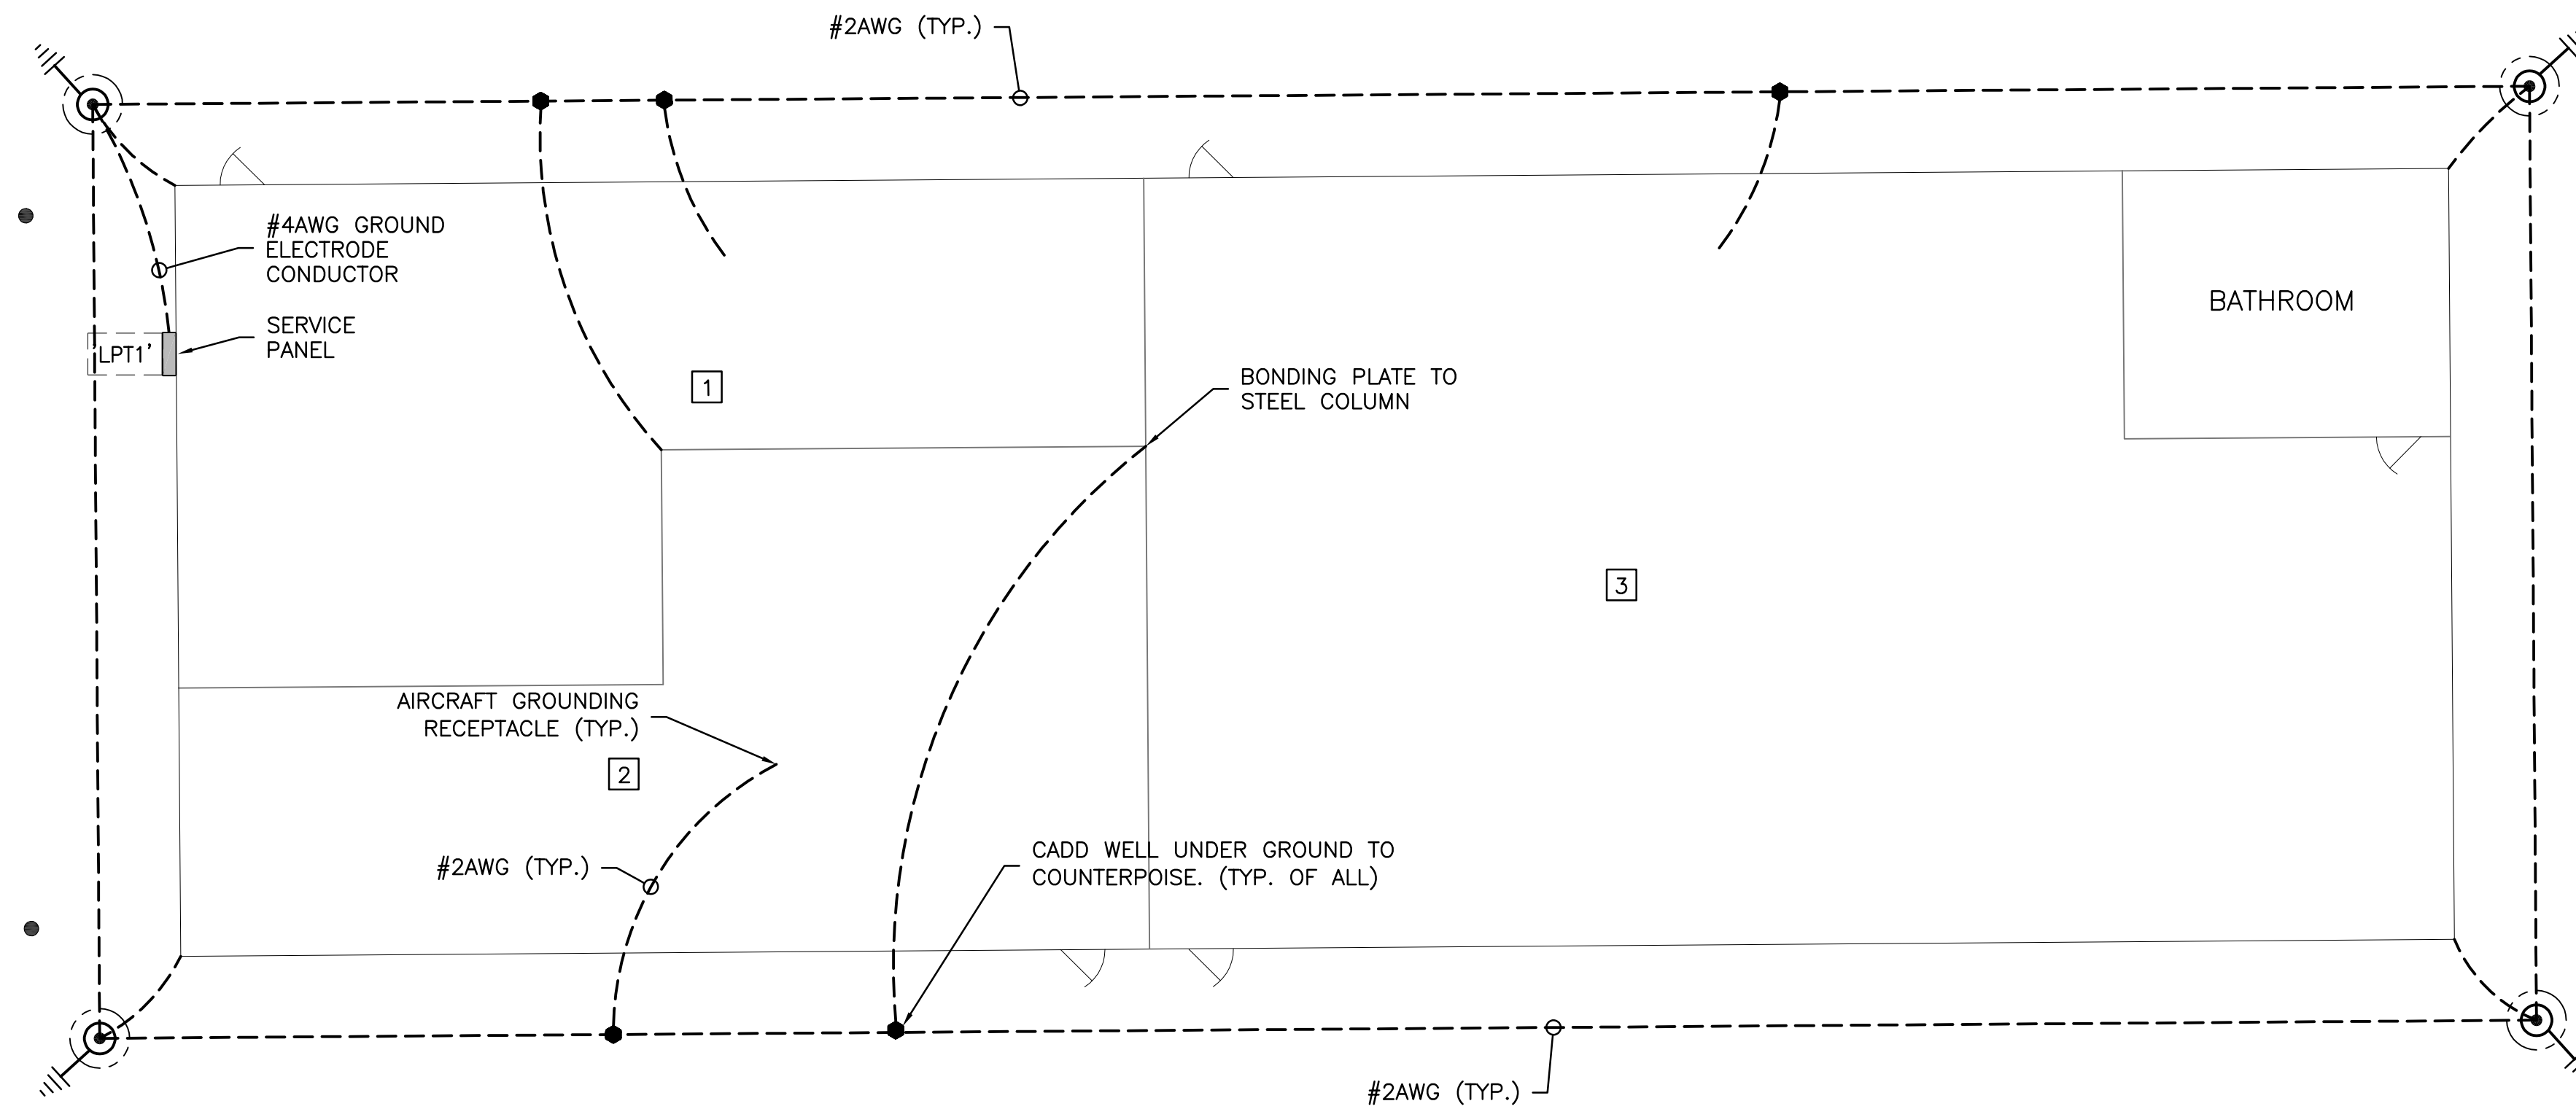 #2AWG (TYP.)
#4AWG GROUND
ELECTRODE
CONDUCTOR
BATHROOM
SERVICE
PANEL
'LPT1'
1
BONDING PLATE TO
STEEL COLUMN
3
AIRCRAFT GROUNDING
RECEPTACLE (TYP.)
2
#2AWG (TYP.)
CADD WELL UNDER GROUND TO
COUNTERPOISE. (TYP. OF ALL)
#2AWG (TYP.)